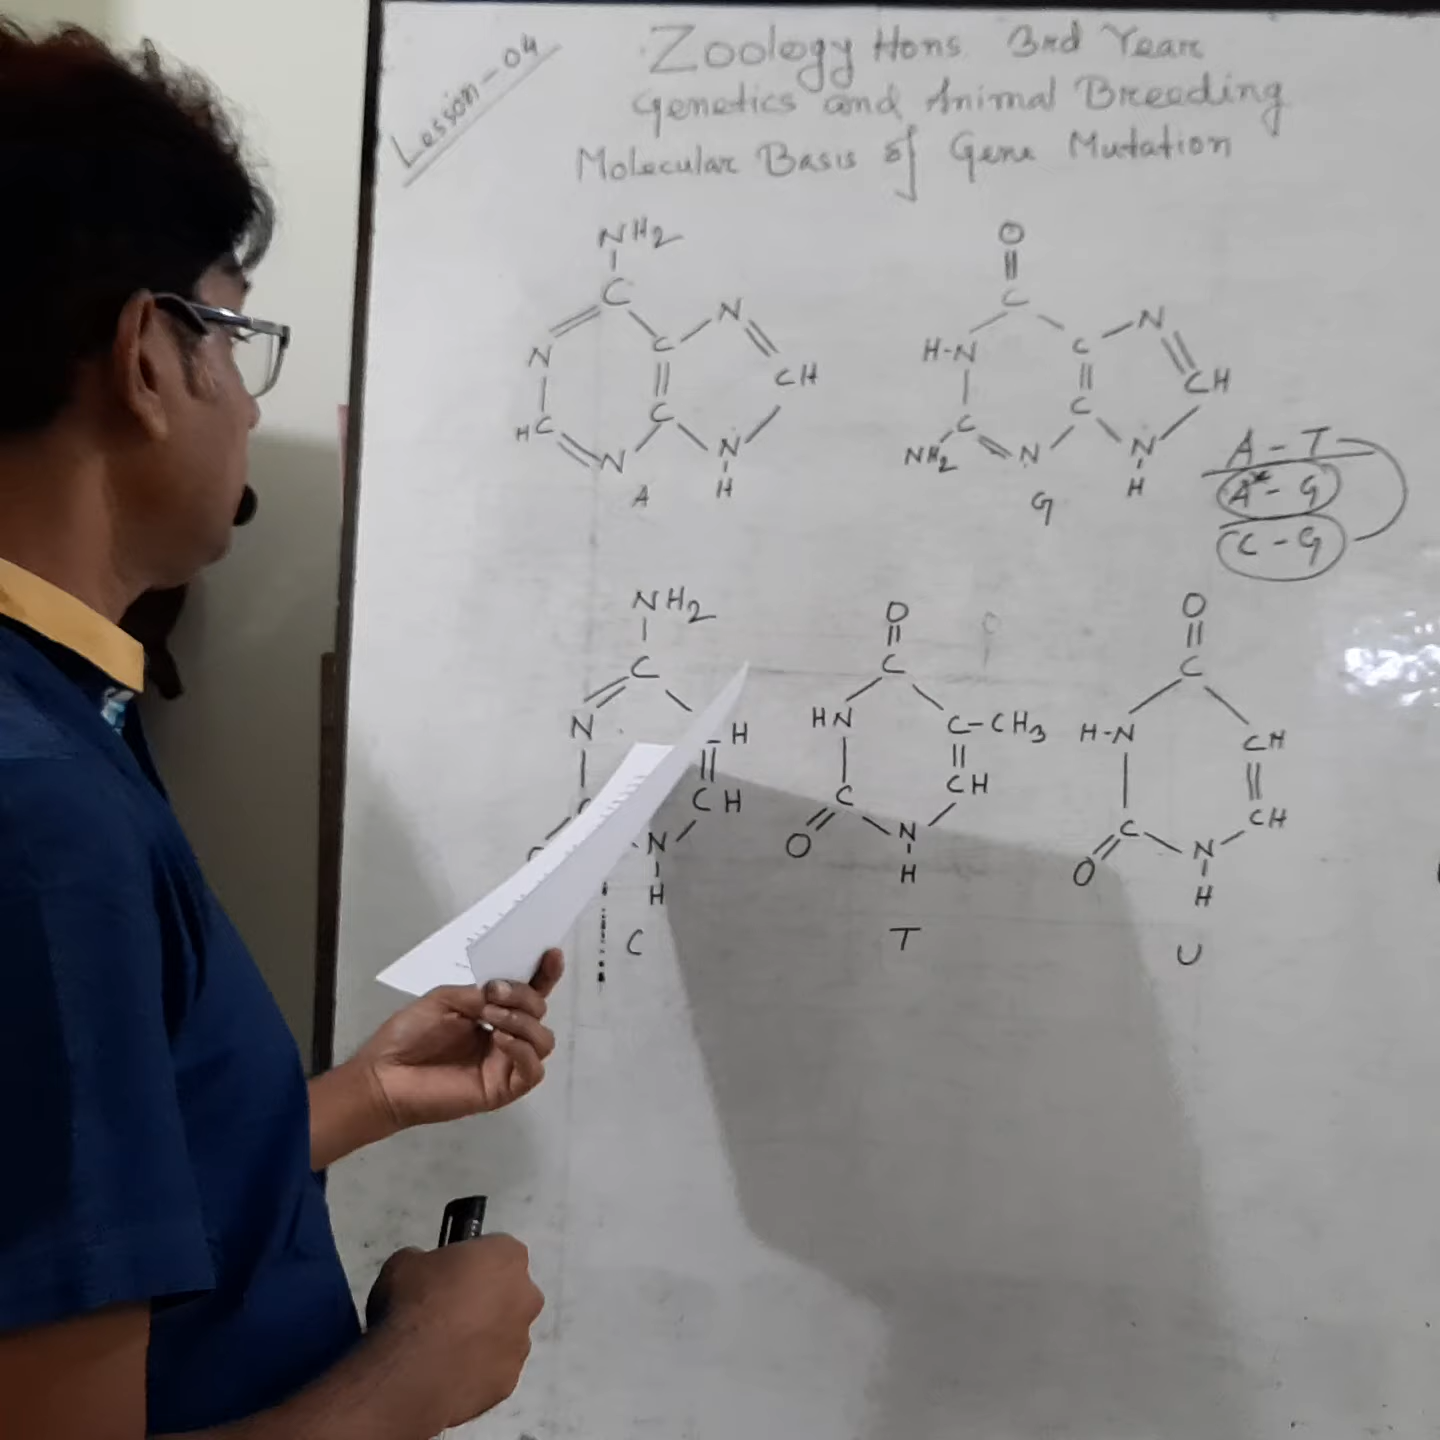 Lesson-04
Zoology Hons. 3rd Year
Genetics and Animal Breeding
Molecular Basis of Gene Mutation
NH2
C
N
N
C
CH
HC
C
N
N
H
A
O
C
N
H-N
C
CH
C
C
NH2
N
N
H
G
A - T
A* - G
C - G
NH2
C
N
H
CH
N
H
C
O
C
HN
C-CH3
CH
C
O
N
H
T
O
C
H-N
CH
CH
C
O
N
H
U